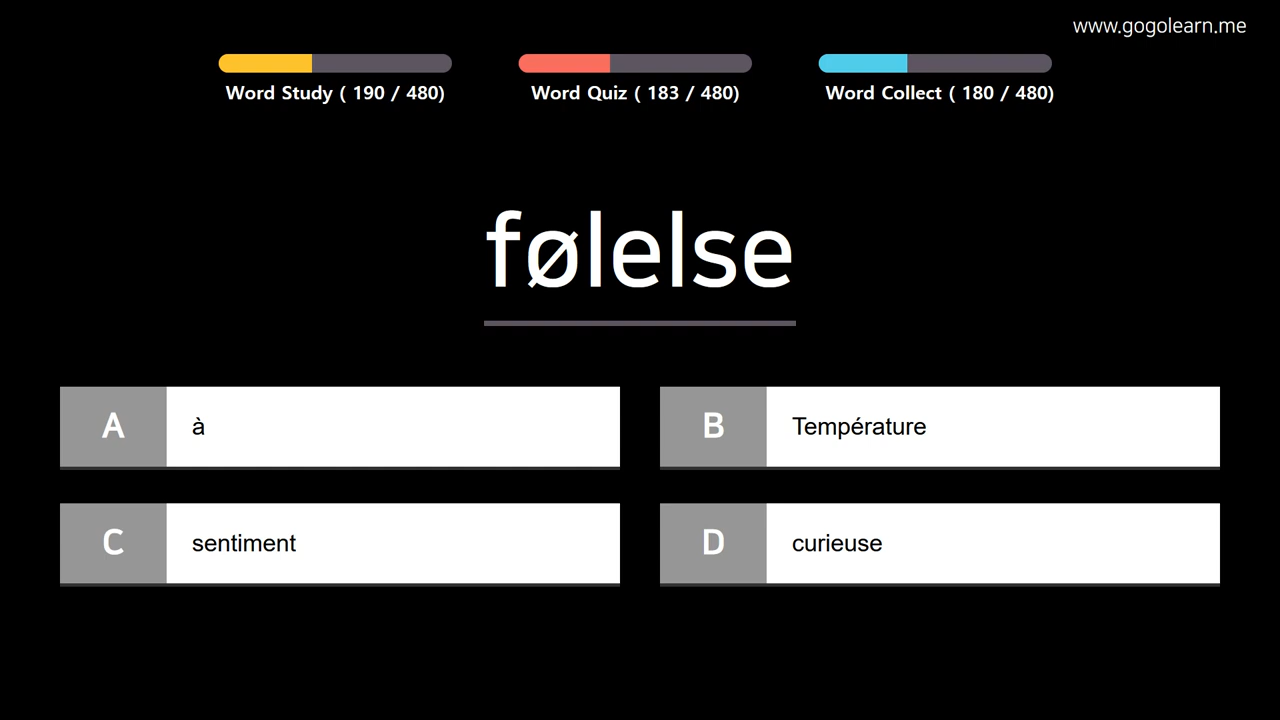 www.gogolearn.me
Word Study ( 190 / 480)
Word Quiz ( 183 / 480)
Word Collect ( 180 / 480)
følelse
A à
B Température
C sentiment
D curieuse